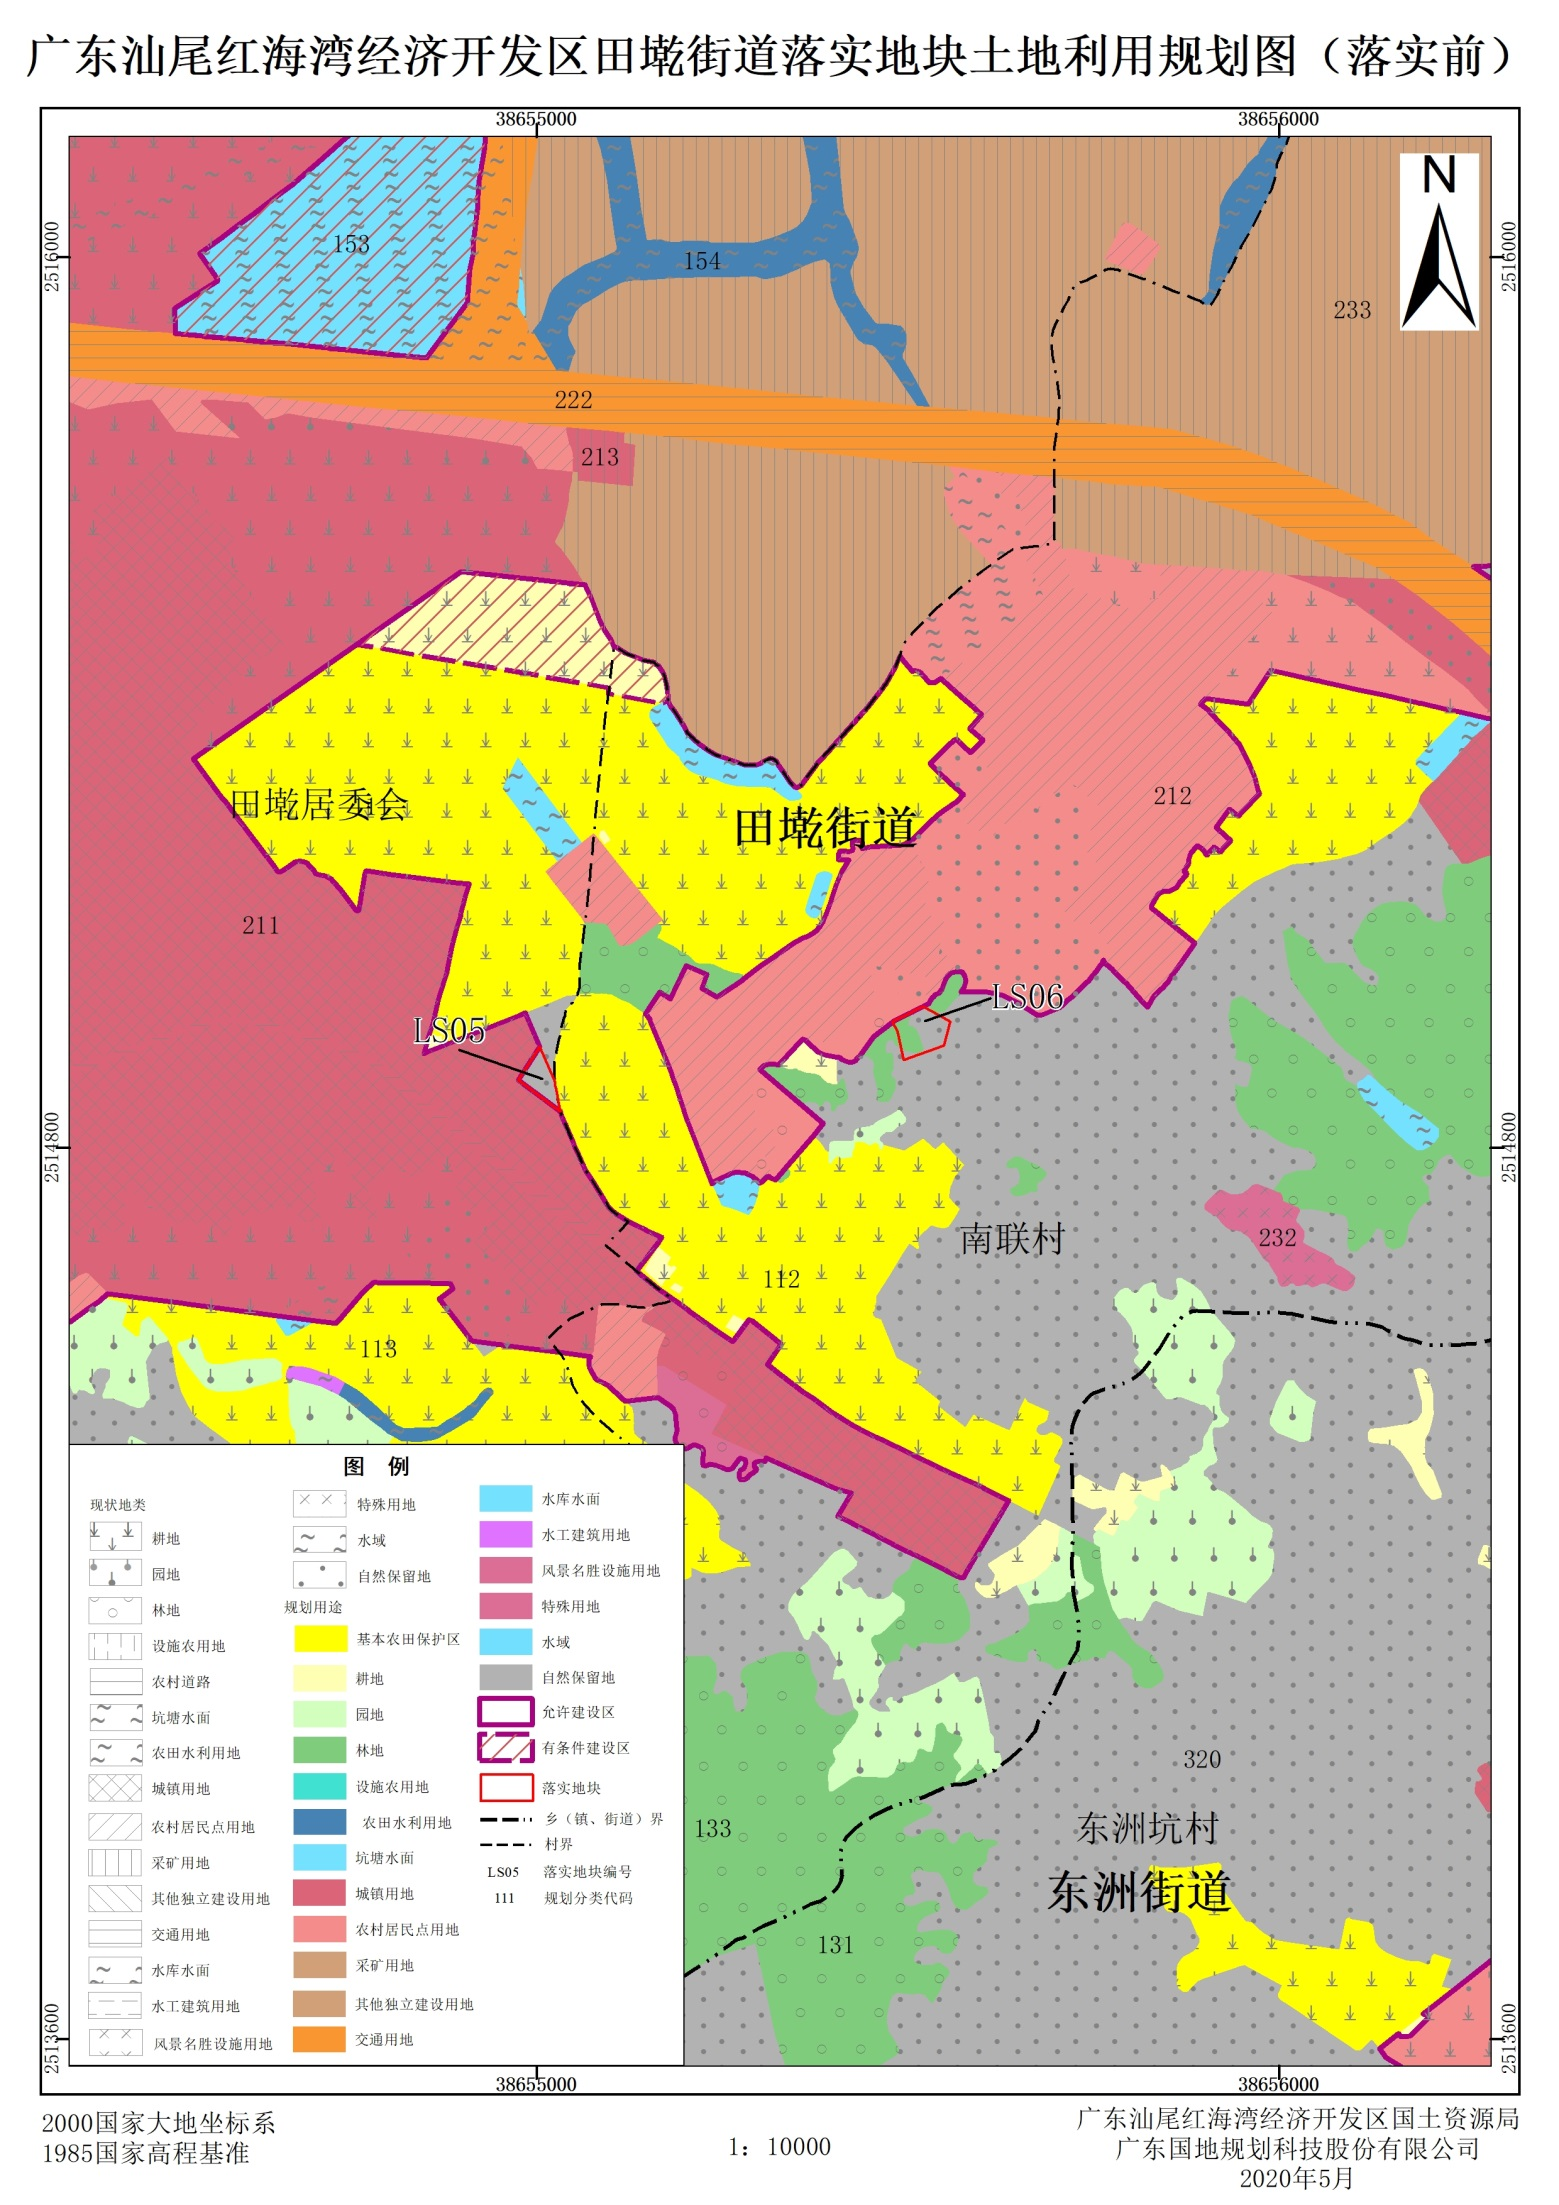 广东汕尾红海湾经济开发区田墘街道落实地块土地利用规划图（落实前）
38655000
38656000
2516000
2516000
N
153
154
233
222
213
田墘居委会
田墘街道
212
211
LS05
LS06
2514800
2514800
南联村
232
112
113
320
东洲坑村
133
东洲街道
131
2513600
2513600
图 例
现状地类
耕地
园地
林地
设施农用地
农村道路
坑塘水面
农田水利用地
城镇用地
农村居民点用地
采矿用地
其他独立建设用地
交通用地
水库水面
水工建筑用地
风景名胜设施用地
特殊用地
水域
自然保留地
规划用途
基本农田保护区
耕地
园地
林地
设施农用地
农田水利用地
坑塘水面
城镇用地
农村居民点用地
采矿用地
其他独立建设用地
交通用地
水库水面
水工建筑用地
风景名胜设施用地
特殊用地
水域
自然保留地
允许建设区
有条件建设区
落实地块
乡（镇、街道）界
村界
LS05 落实地块编号
111 规划分类代码
38655000
38656000
2000国家大地坐标系
1985国家高程基准
1：10000
广东汕尾红海湾经济开发区国土资源局
广东国地规划科技股份有限公司
2020年5月